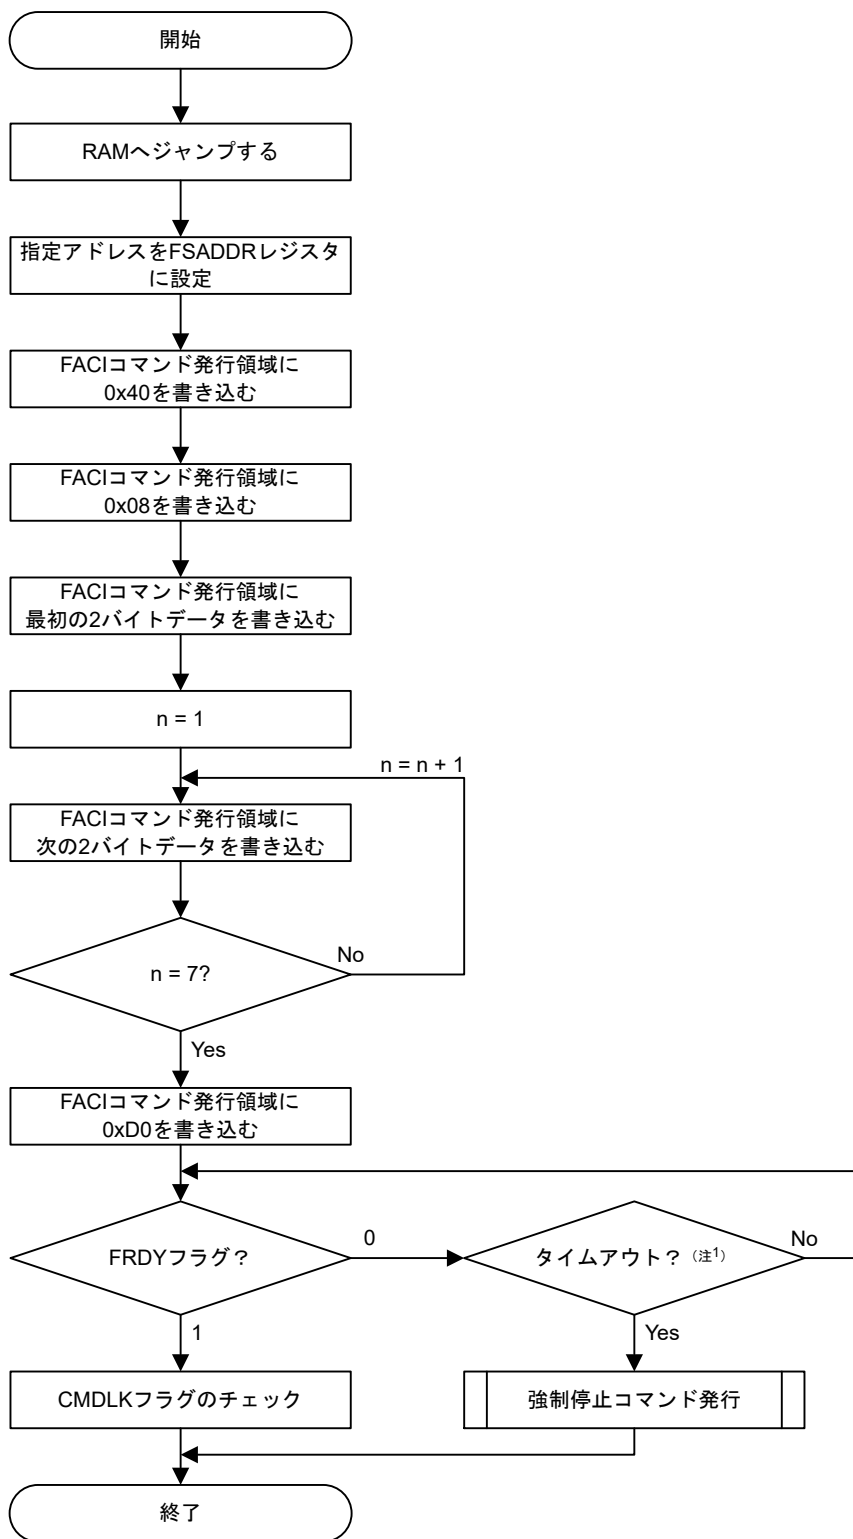 開始
RAMへジャンプする
指定アドレスをFSADDRレジスタ
に設定
FACIコマンド発行領域に
0x40を書き込む
FACIコマンド発行領域に
0x08を書き込む
FACIコマンド発行領域に
最初の2バイトデータを書き込む
n = 1
n = n + 1
FACIコマンド発行領域に
次の2バイトデータを書き込む
n = 7?
No
Yes
FACIコマンド発行領域に
0xD0を書き込む
FRDYフラグ？
0
タイムアウト？（注1）
No
1
Yes
CMDLKフラグのチェック
強制停止コマンド発行
終了